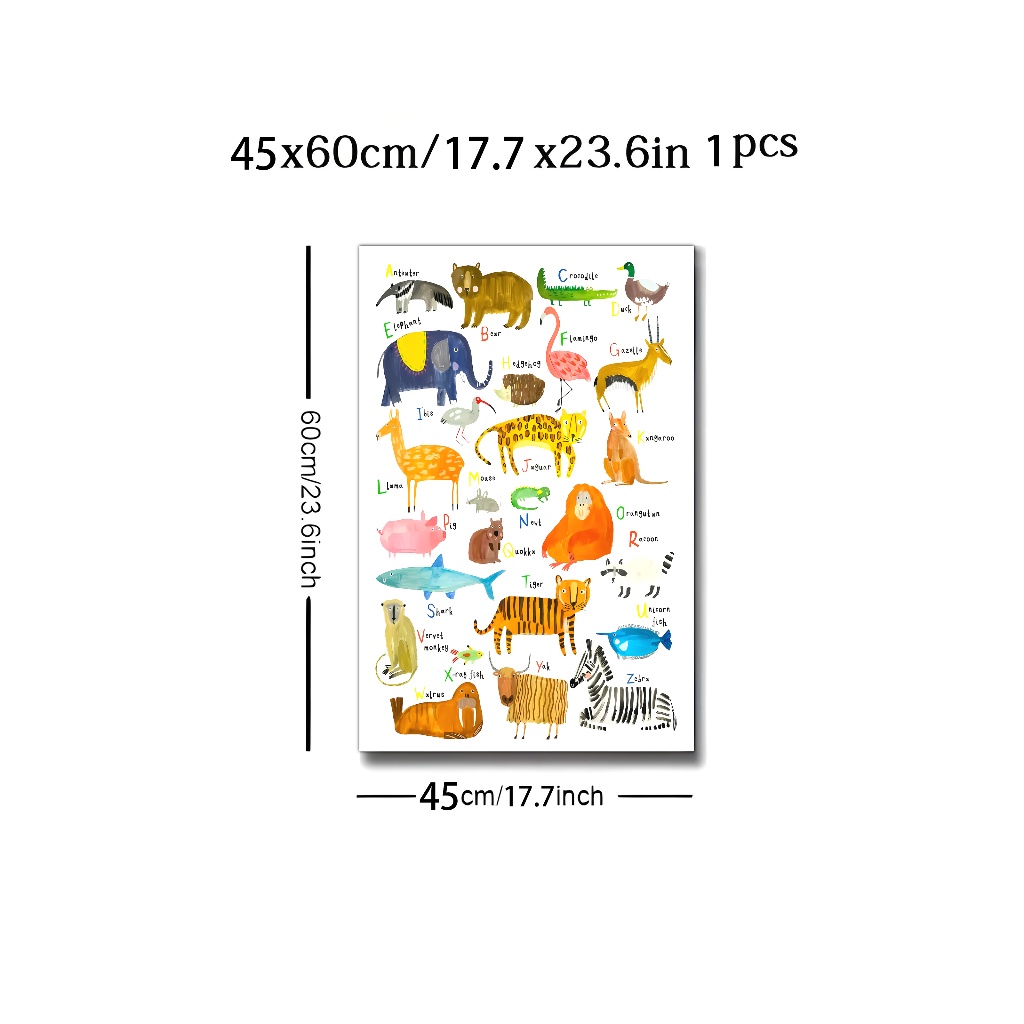 45x60cm/17.7x23.6in 1pcs
Anteater
Crocodile
Duck
Elephant
Bear
Flamingo
Gazelle
Hedgehog
Ibis
Kangaroo
Jaguar
Llama
Mouse
Newt
Orangutan
Pig
Quokka
Racoon
Shark
Tiger
Unicorn
fish
Vervet
monkey
X-ray fish
Yak
Walrus
Zebra
60cm/23.6inch
45cm/17.7inch